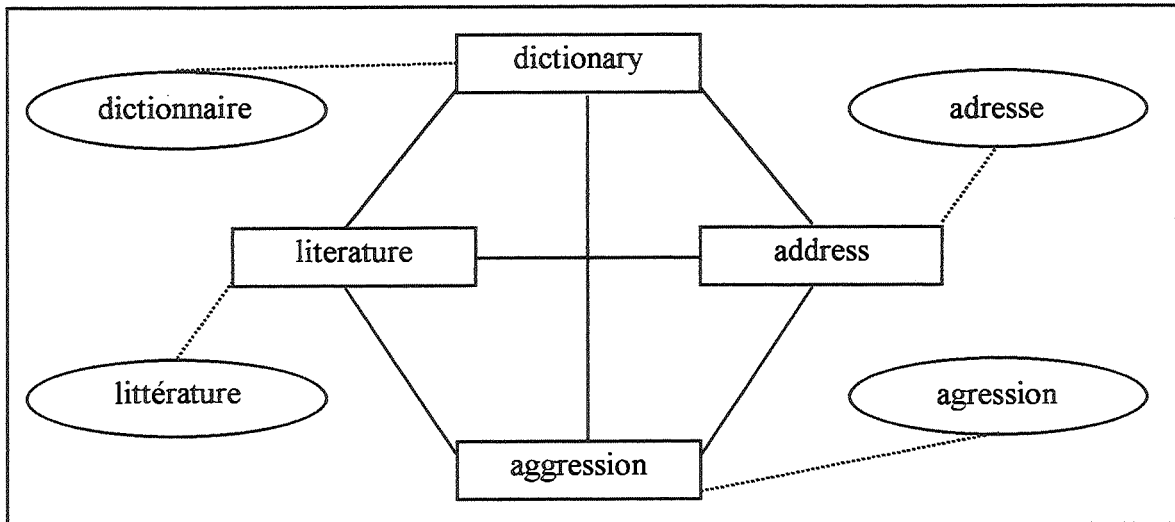 dictionary
dictionnaire
adresse
literature
address
littérature
agression
aggression